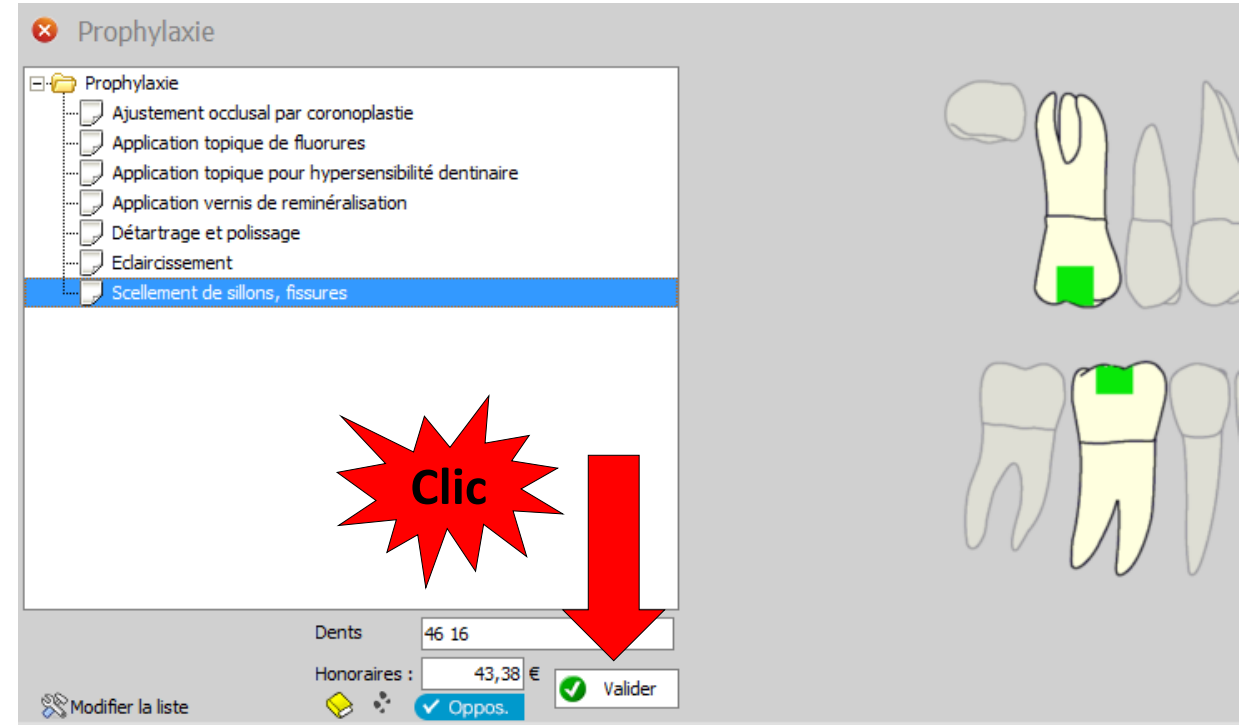 Prophylaxie
Prophylaxie
Ajustement occlusal par coronoplastie
Application topique de fluorures
Application topique pour hypersensibilité dentinaire
Application vernis de reminéralisation
Détartrage et polissage
Eclaircissement
Scellement de sillons, fissures
Clic
Dents 46 16
Honoraires : 43,38 €
Valider
Modifier la liste
Oppos.